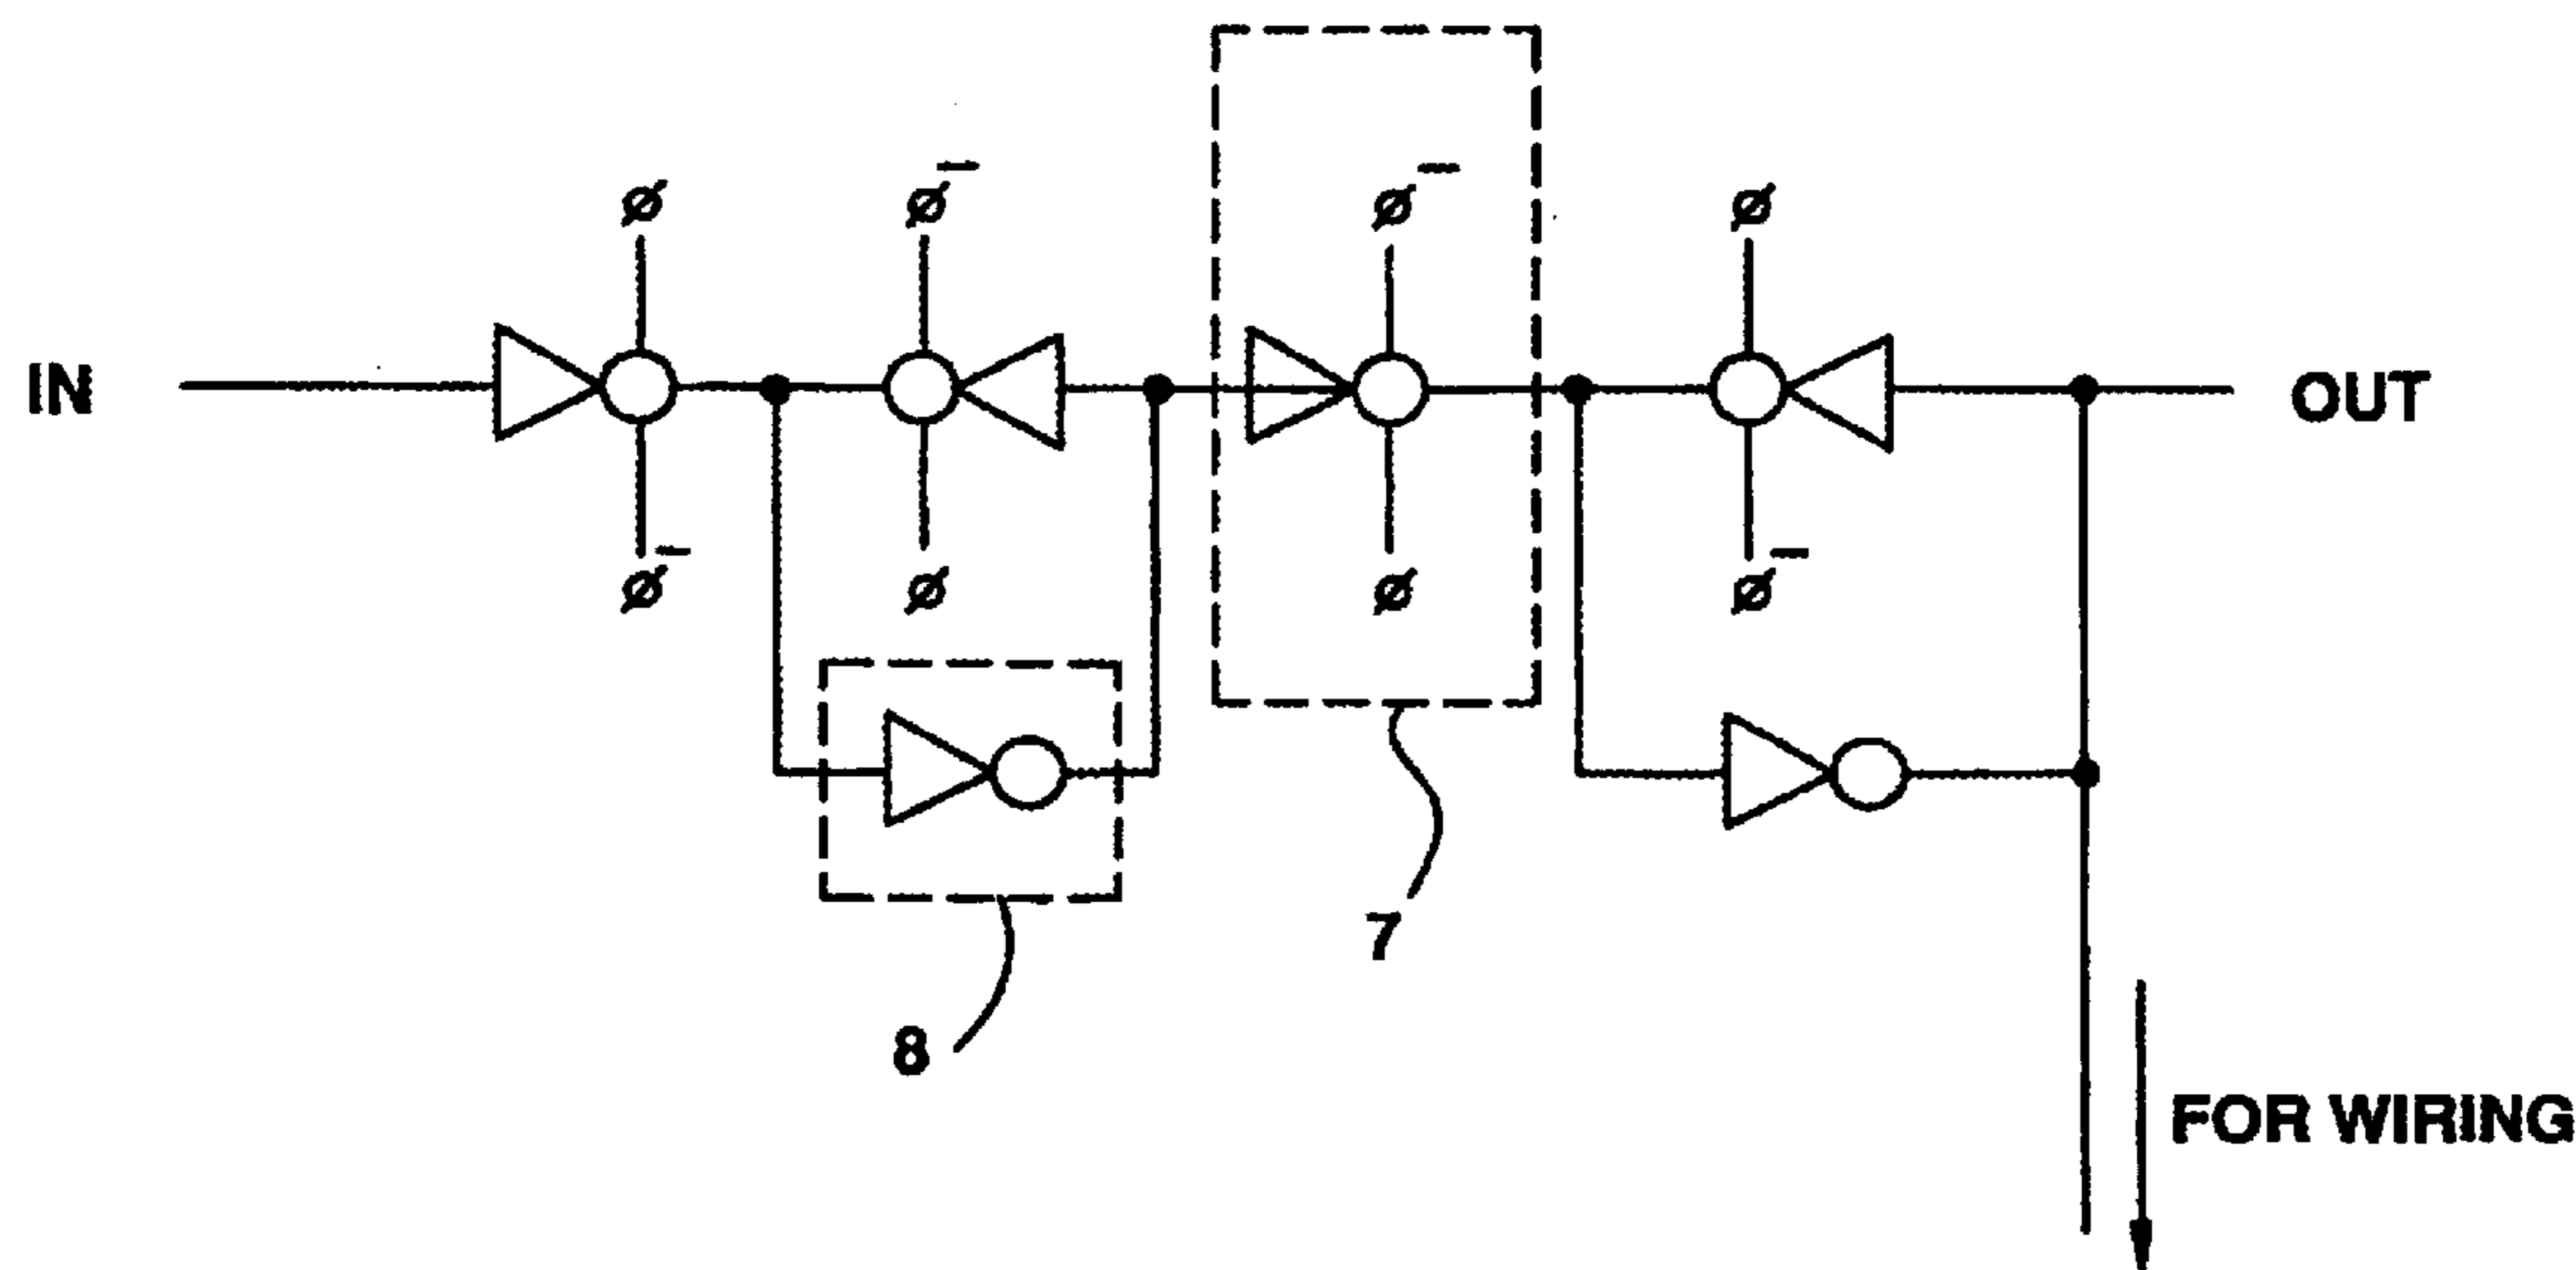 ø ø‾ ø‾ ø
IN OUT
ø‾ ø ø ø‾
7
8
FOR WIRING